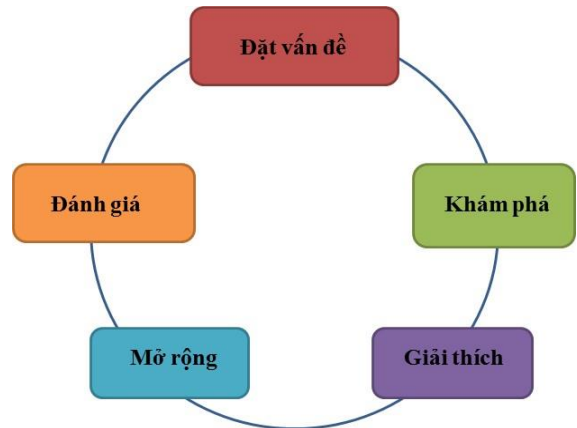 Đặt vấn đề
Khám phá
Giải thích
Mở rộng
Đánh giá